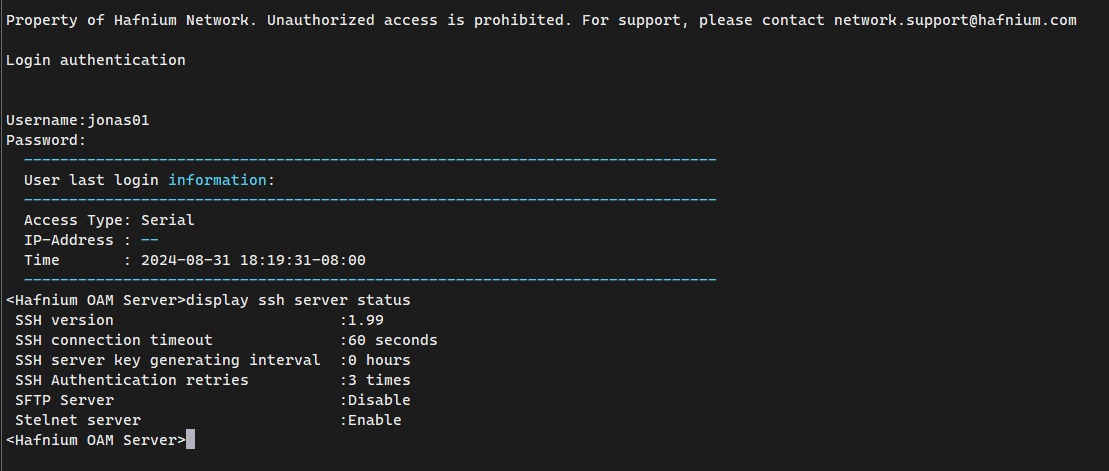 Property of Hafnium Network. Unauthorized access is prohibited. For support, please contact network.support@hafnium.com
Login authentication
Username:jonas01
Password:
-----------------------------------------------------------------------------
User last login information:
-----------------------------------------------------------------------------
Access Type: Serial
IP-Address : --
Time       : 2024-08-31 18:19:31-08:00
-----------------------------------------------------------------------------
<Hafnium OAM Server>display ssh server status
SSH version                         :1.99
SSH connection timeout              :60 seconds
SSH server key generating interval  :0 hours
SSH Authentication retries          :3 times
SFTP Server                         :Disable
Stelnet server                      :Enable
<Hafnium OAM Server>